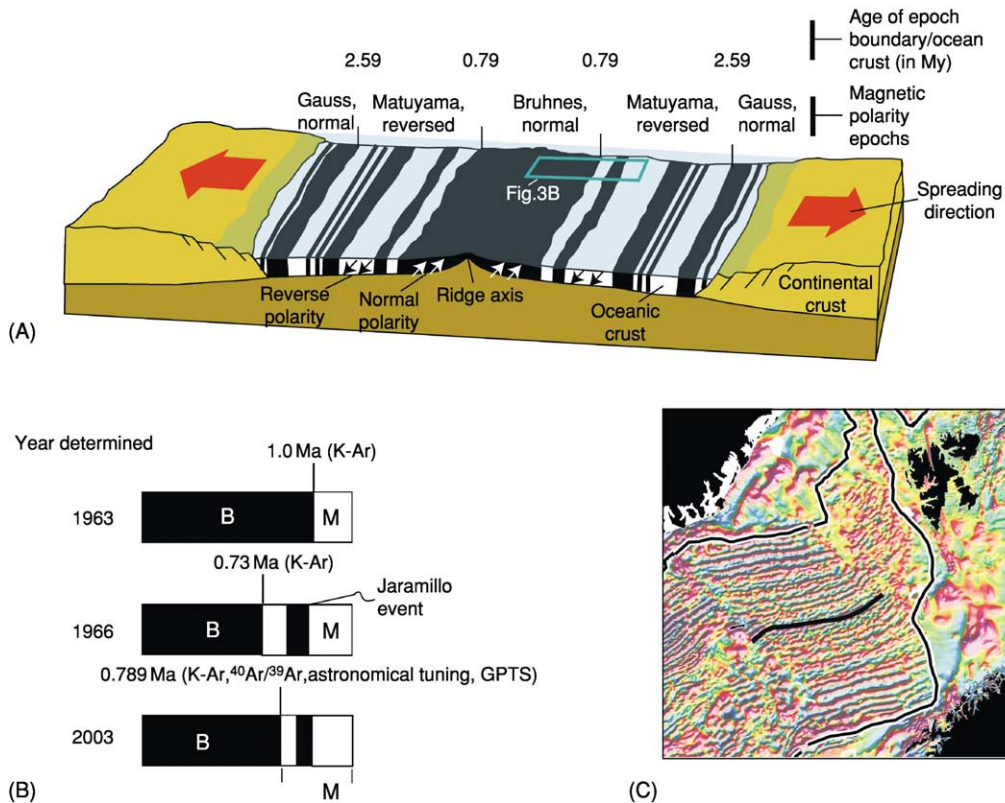 Age of epoch
boundary/ocean
crust (in My)
2.59
0.79
0.79
2.59
Magnetic
polarity
epochs
Gauss,
normal
Matuyama,
reversed
Bruhnes,
normal
Matuyama,
reversed
Gauss,
normal
Fig.3B
Spreading
direction
Reverse
polarity
Normal
polarity
Ridge axis
Oceanic
crust
Continental
crust
(A)
Year determined
1.0 Ma (K-Ar)
1963
B
M
0.73 Ma (K-Ar)
Jaramillo
event
1966
B
M
0.789 Ma (K-Ar,⁴⁰Ar/³⁹Ar,astronomical tuning, GPTS)
2003
B
M
(B)
(C)